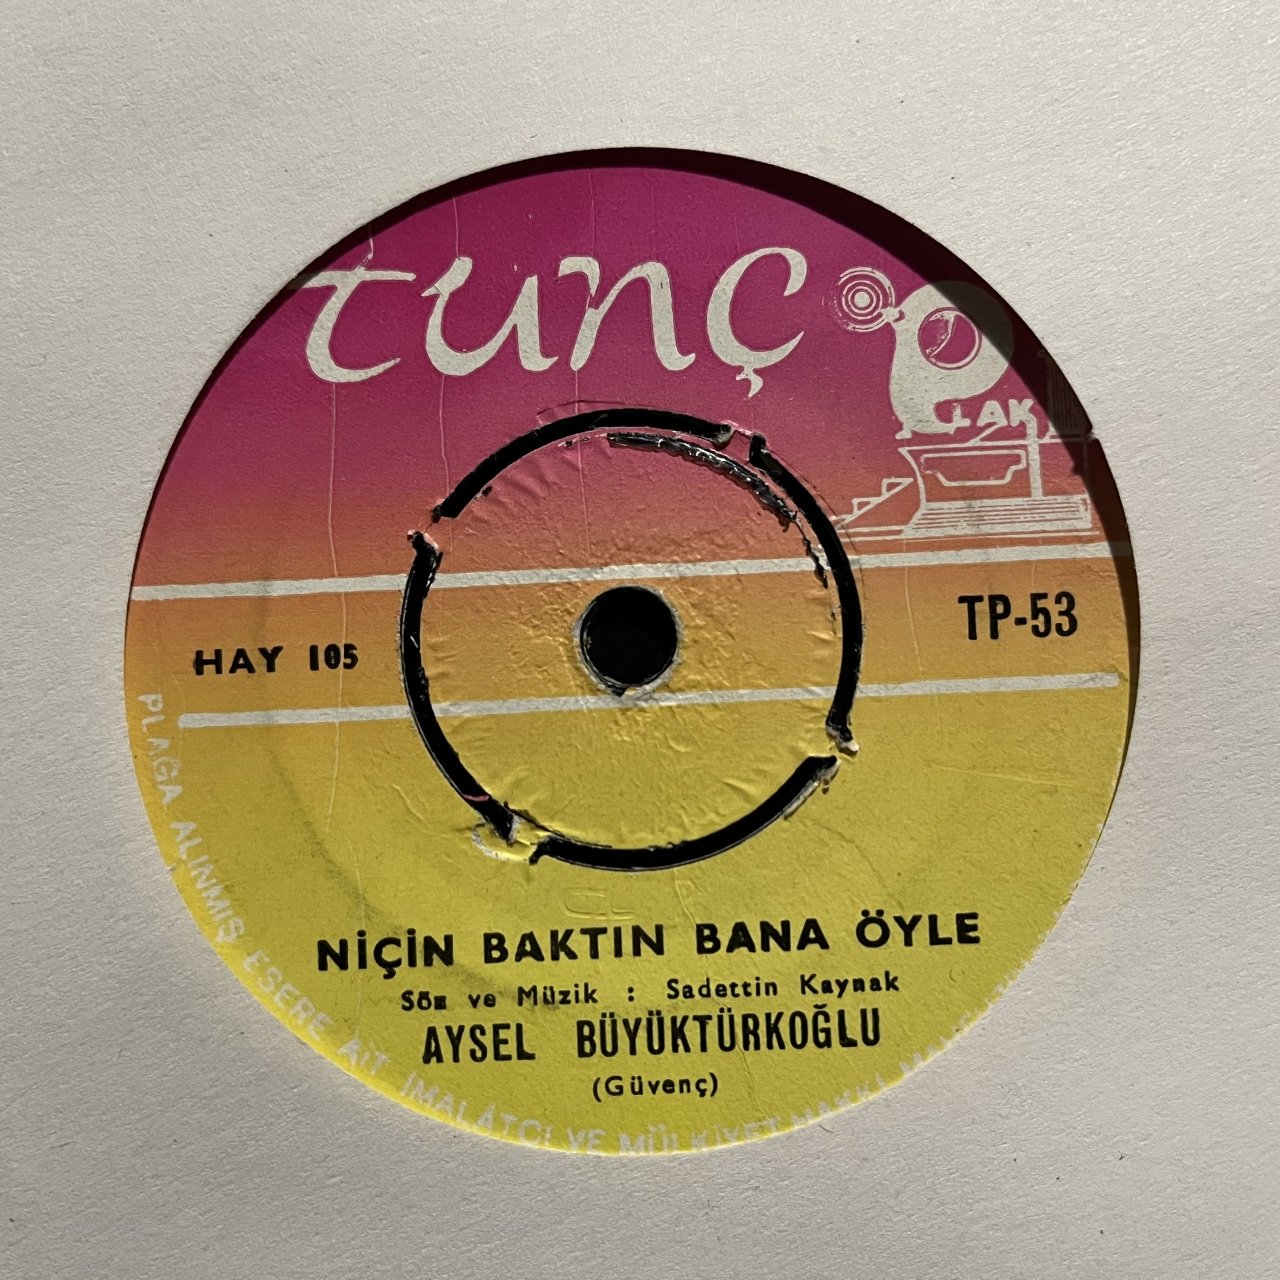 tunç
PLAK
TP-53
HAY 105
NİÇİN BAKTIN BANA ÖYLE
Söz ve Müzik : Sadettin Kaynak
AYSEL BÜYÜKTÜRKOĞLU
(Güvenç)
PLAĞA ALINMIŞ ESERE AİT İMALATÇI VE MÜLKİYET HAKKI